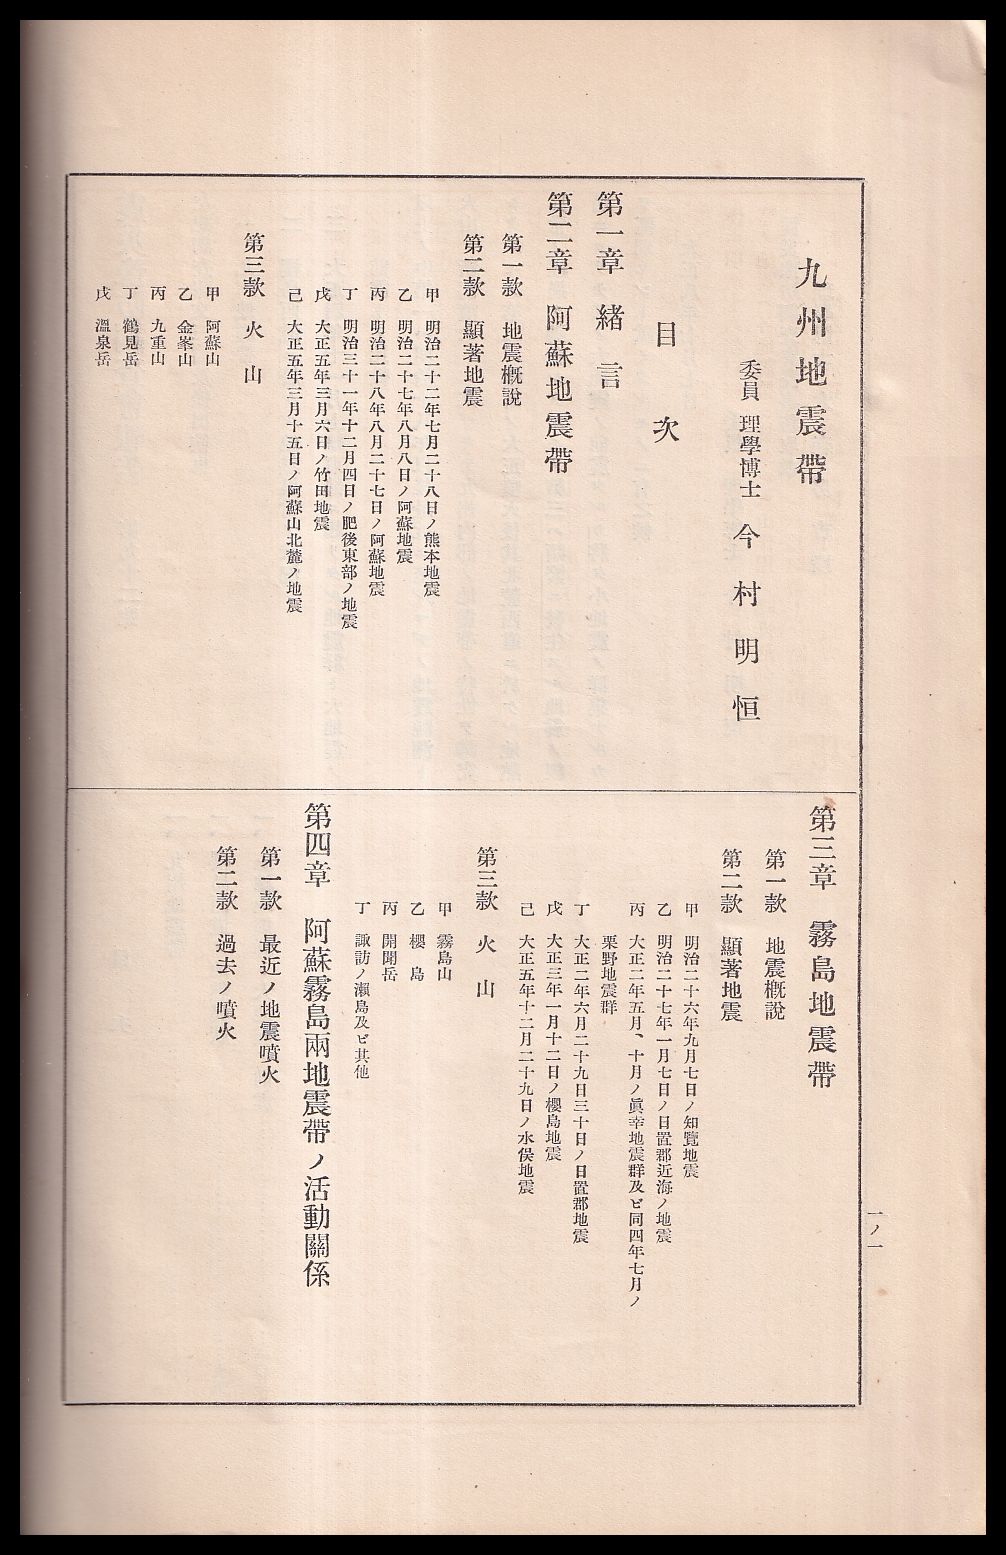 九州地震帶
委員 理學博士 今村明恒
目次
第一章 緒言
第二章 阿蘇地震帶
第一款 地震概說
第二款 顯著地震
甲 明治二十二年七月二十八日ノ熊本地震
乙 明治二十七年八月八日ノ阿蘇地震
丙 明治二十八年八月二十七日ノ阿蘇地震
丁 明治三十一年十二月四日ノ肥後東部ノ地震
戊 大正五年三月六日ノ竹田地震
己 大正五年三月十五日ノ阿蘇山北麓ノ地震
第三款 火山
甲 阿蘇山
乙 金峯山
丙 九重山
丁 鶴見岳
戊 溫泉岳
第三章 霧島地震帶
第一款 地震概說
第二款 顯著地震
甲 明治二十六年九月七日ノ知覽地震
乙 明治二十七年一月七日ノ日置郡近海ノ地震
丙 大正二年五月、十月ノ眞幸地震群及ビ同四年七月ノ
栗野地震群
丁 大正二年六月二十九日三十日ノ日置郡地震
戊 大正三年一月十二日ノ櫻島地震
己 大正五年十二月二十九日ノ水俣地震
第三款 火山
甲 霧島山
乙 櫻島
丙 開聞岳
丁 諏訪ノ瀨島及ビ其他
第四章 阿蘇霧島兩地震帶ノ活動關係
第一款 最近ノ地震噴火
第二款 過去ノ噴火
一ノ一